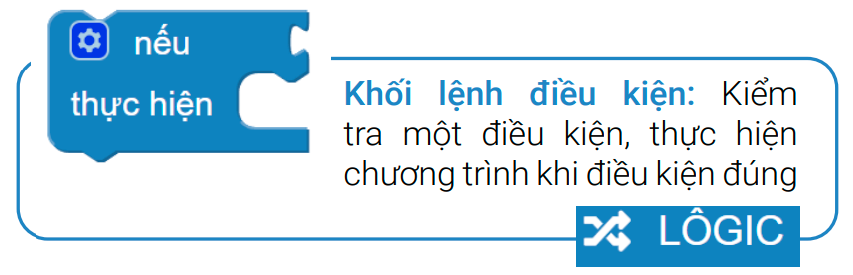 nếu
thực hiện
Khối lệnh điều kiện: Kiểm
tra một điều kiện, thực hiện
chương trình khi điều kiện đúng
LÔGIC